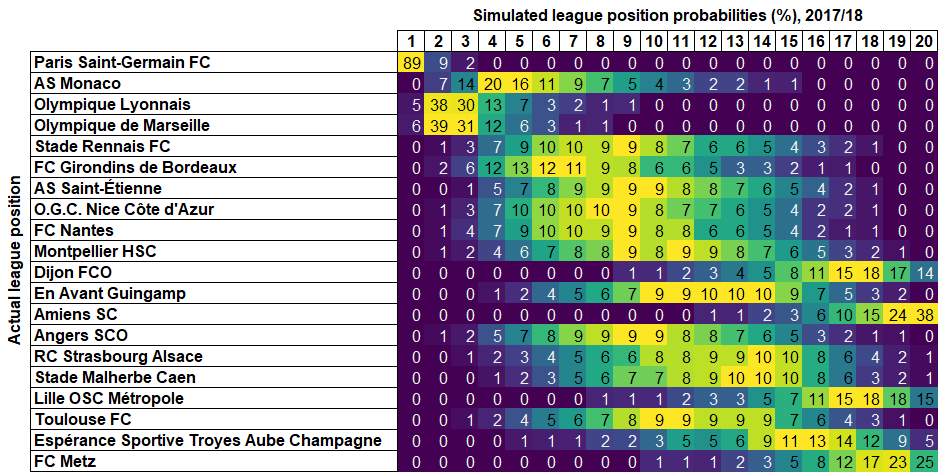 Simulated league position probabilities (%), 2017/18
1 2 3 4 5 6 7 8 9 10 11 12 13 14 15 16 17 18 19 20
Actual league position
Paris Saint-Germain FC 89 9 2 0 0 0 0 0 0 0 0 0 0 0 0 0 0 0 0 0
AS Monaco 0 7 14 20 16 11 9 7 5 4 3 2 2 1 1 0 0 0 0 0
Olympique Lyonnais 5 38 30 13 7 3 2 1 1 0 0 0 0 0 0 0 0 0 0 0
Olympique de Marseille 6 39 31 12 6 3 1 1 0 0 0 0 0 0 0 0 0 0 0 0
Stade Rennais FC 0 1 3 7 9 10 10 9 9 8 7 6 6 5 4 3 2 1 0 0
FC Girondins de Bordeaux 0 2 6 12 13 12 11 9 8 6 6 5 3 3 2 1 1 0 0 0
AS Saint-Étienne 0 0 1 5 7 8 9 9 9 9 8 8 7 6 5 4 2 1 0 0
O.G.C. Nice Côte d'Azur 0 1 3 7 10 10 10 10 9 8 7 7 6 5 4 2 2 1 0 0
FC Nantes 0 1 4 7 9 10 10 9 9 8 8 6 6 5 4 2 1 1 0 0
Montpellier HSC 0 1 2 4 6 7 8 8 9 8 9 9 8 7 6 5 3 2 1 0
Dijon FCO 0 0 0 0 0 0 0 0 1 1 2 3 4 5 8 11 15 18 17 14
En Avant Guingamp 0 0 0 1 2 4 5 6 7 9 9 10 10 10 9 7 5 3 2 0
Amiens SC 0 0 0 0 0 0 0 0 0 0 0 1 1 2 3 6 10 15 24 38
Angers SCO 0 1 2 5 7 8 9 9 9 9 8 8 7 6 5 3 2 1 1 0
RC Strasbourg Alsace 0 0 0 1 2 3 4 5 6 6 8 8 9 9 10 10 8 6 4 2 1
Stade Malherbe Caen 0 0 0 1 2 3 5 6 7 7 8 8 9 10 10 10 8 6 3 2 1
Lille OSC Métropole 0 0 0 0 0 0 0 1 1 1 2 3 3 5 7 11 15 18 18 15
Toulouse FC 0 0 1 2 4 5 6 7 8 9 9 9 9 9 7 6 4 3 1 0
Espérance Sportive Troyes Aube Champagne 0 0 0 0 1 1 1 2 2 3 5 5 6 9 11 13 14 12 9 5
FC Metz 0 0 0 0 0 0 0 0 0 1 1 1 2 3 5 8 12 17 23 25